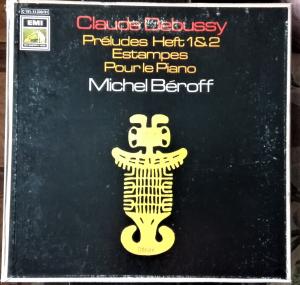 EMI
Claude Debussy
Préludes Heft 1 & 2
Estampes
Pour le Piano
Michel Béroff